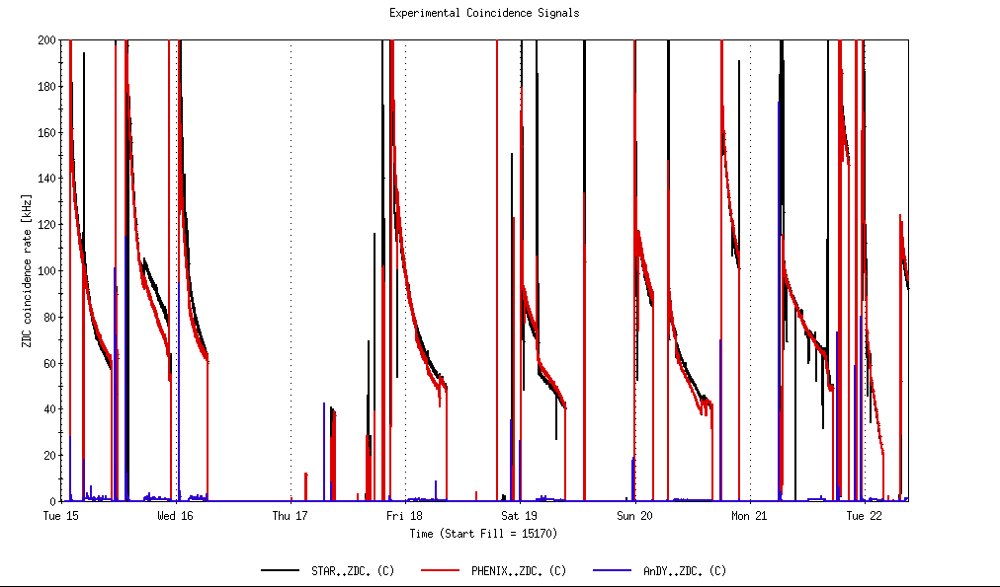 Experimental Coincidence Signals
200
180
160
140
120
100
80
60
40
20
0
ZDC coincidence rate [kHz]
Tue 15 Wed 16 Thu 17 Fri 18 Sat 19 Sun 20 Mon 21 Tue 22
Time (Start Fill = 15170)
STAR..ZDC. (C) PHENIX..ZDC. (C) AnDY..ZDC. (C)